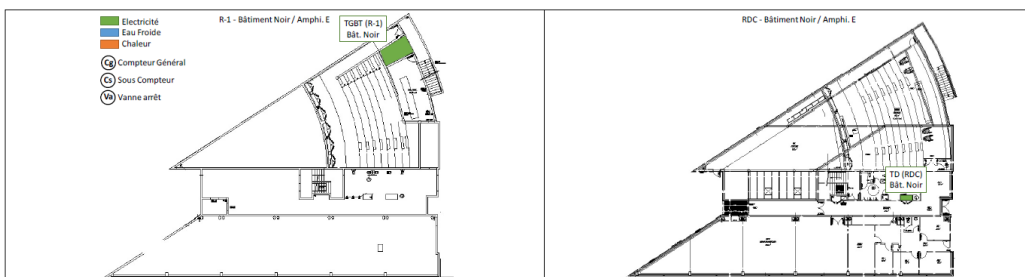 R-1 - Bâtiment Noir / Amphi. E
Electricité
Eau Froide
Chaleur
Cg Compteur Général
Cs Sous Compteur
Va Vanne arrêt
TGBT (R-1)
Bât. Noir
RDC - Bâtiment Noir / Amphi. E
TD (RDC)
Bât. Noir